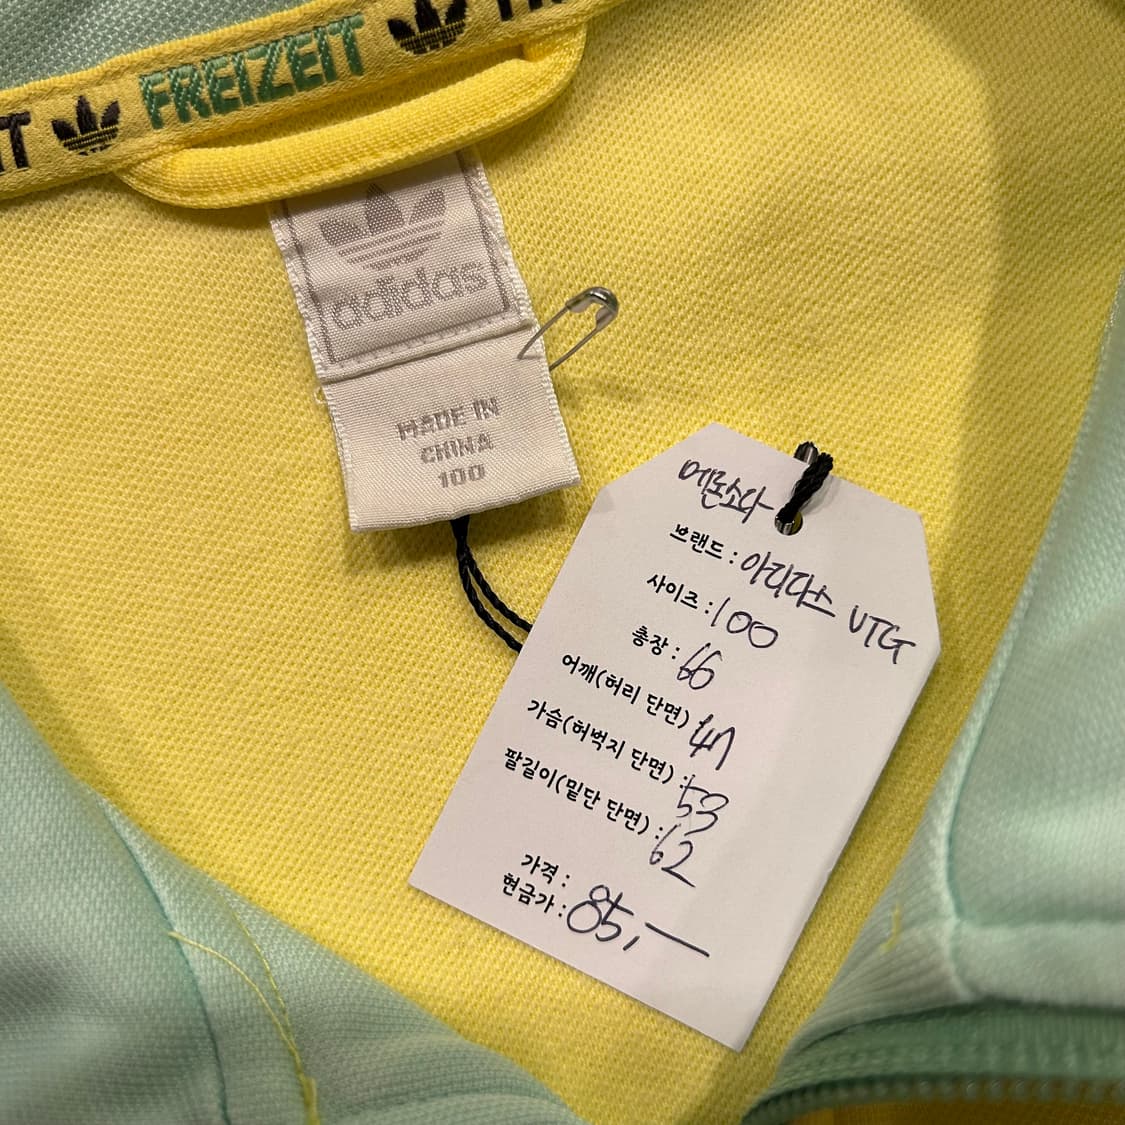 IT FREIZEIT
adidas
MADE IN
CHINA
100
메론소다
브랜드 : 아디다스 VTG
사이즈 : 100
총장 : 66
어깨(허리 단면) 47
가슴(허벅지 단면) : 53
팔길이(밑단 단면) : 62
가격 :
현금가 : 85,—